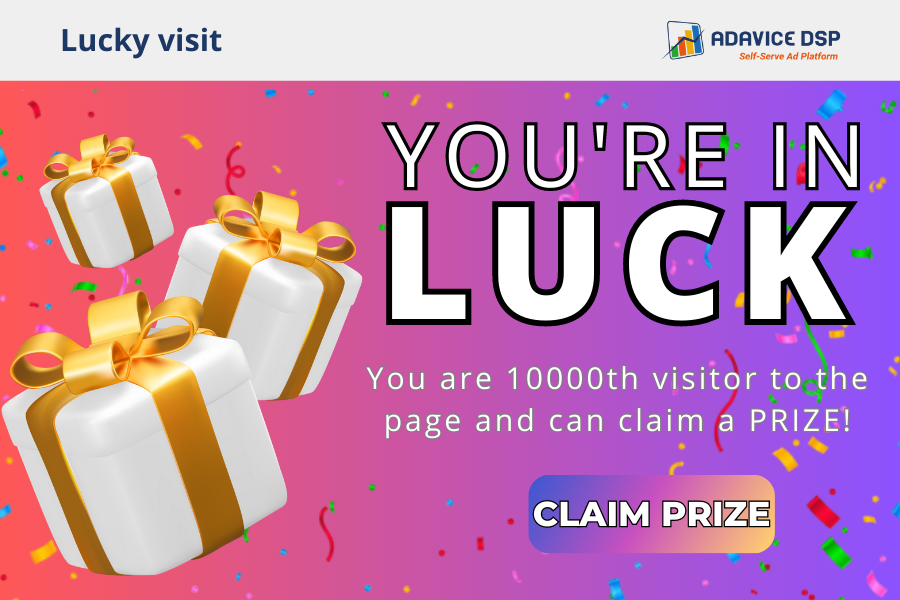 Lucky visit
ADAVICE DSP
Self-Serve Ad Platform
YOU'RE IN
LUCK
You are 10000th visitor to the
page and can claim a PRIZE!
CLAIM PRIZE